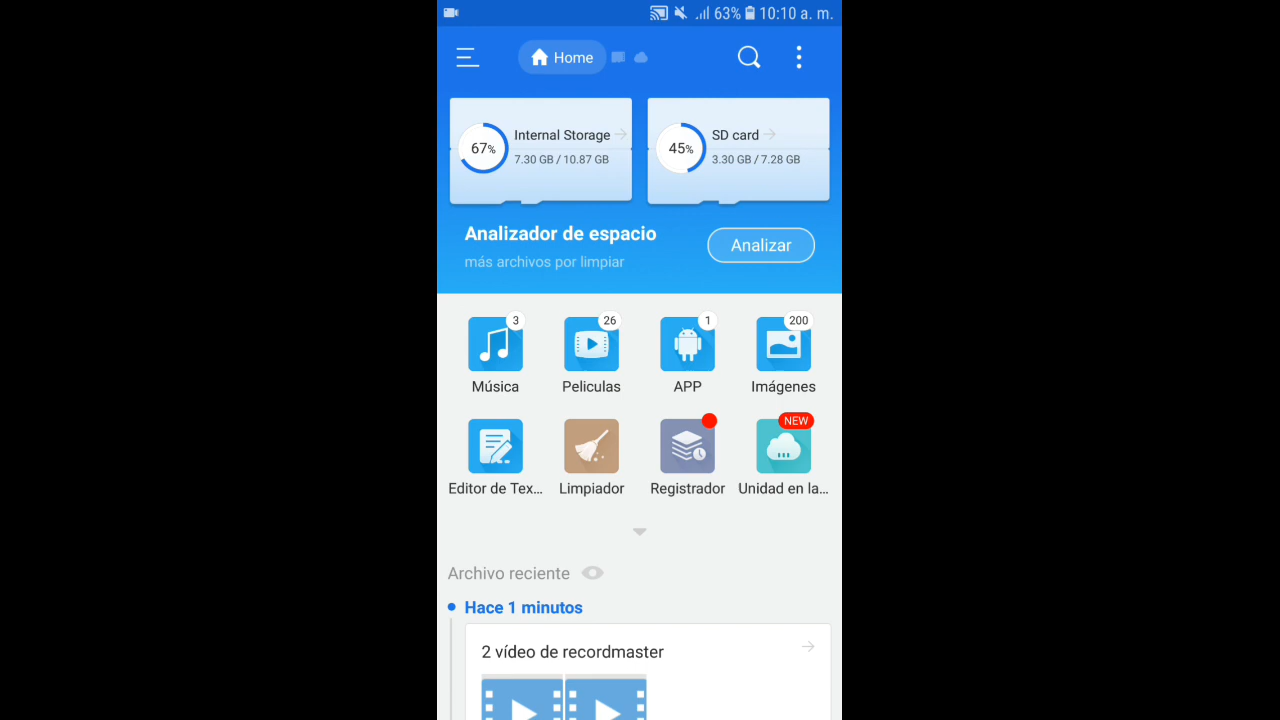 63% 10:10 a. m.
Home
67% Internal Storage
7.30 GB / 10.87 GB
45% SD card
3.30 GB / 7.28 GB
Analizador de espacio
más archivos por limpiar
Analizar
3 26 1 200
Música Peliculas APP Imágenes
NEW
Editor de Tex... Limpiador Registrador Unidad en la...
Archivo reciente
Hace 1 minutos
2 vídeo de recordmaster